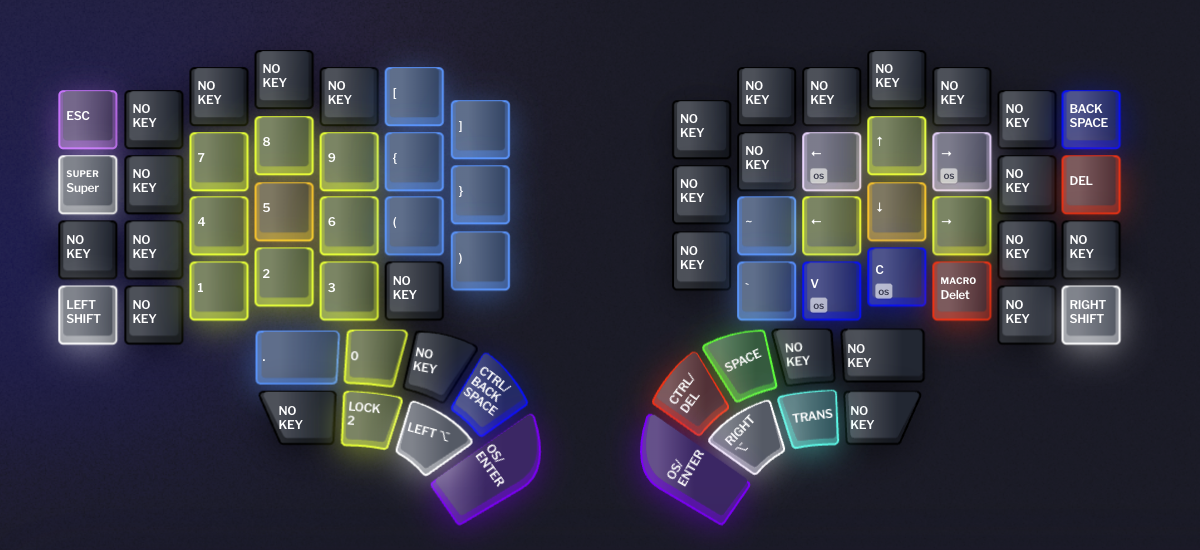 ESC
NO
KEY
NO
KEY
NO
KEY
NO
KEY
[
]
SUPER
Super
NO
KEY
7
8
9
{
}
NO
KEY
NO
KEY
4
5
6
(
)
LEFT
SHIFT
NO
KEY
1
2
3
NO
KEY
.
0
NO
KEY
CTRL/
BACK
SPACE
NO
KEY
LOCK
2
LEFT ⌥
OS/
ENTER
NO
KEY
NO
KEY
NO
KEY
NO
KEY
NO
KEY
NO
KEY
BACK
SPACE
NO
KEY
NO
KEY
←
os
↑
→
os
NO
KEY
DEL
NO
KEY
~
←
↓
→
NO
KEY
NO
KEY
`
V
os
C
os
MACRO
Delet
NO
KEY
RIGHT
SHIFT
CTRL/
DEL
SPACE
NO
KEY
NO
KEY
OS/
ENTER
RIGHT
⌥
TRANS
NO
KEY